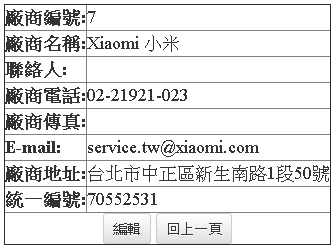 廠商編號:7
廠商名稱:Xiaomi 小米
聯絡人:
廠商電話:02-21921-023
廠商傳真:
E-mail: service.tw@xiaomi.com
廠商地址:台北市中正區新生南路1段50號
統一編號:70552531
編輯 回上一頁